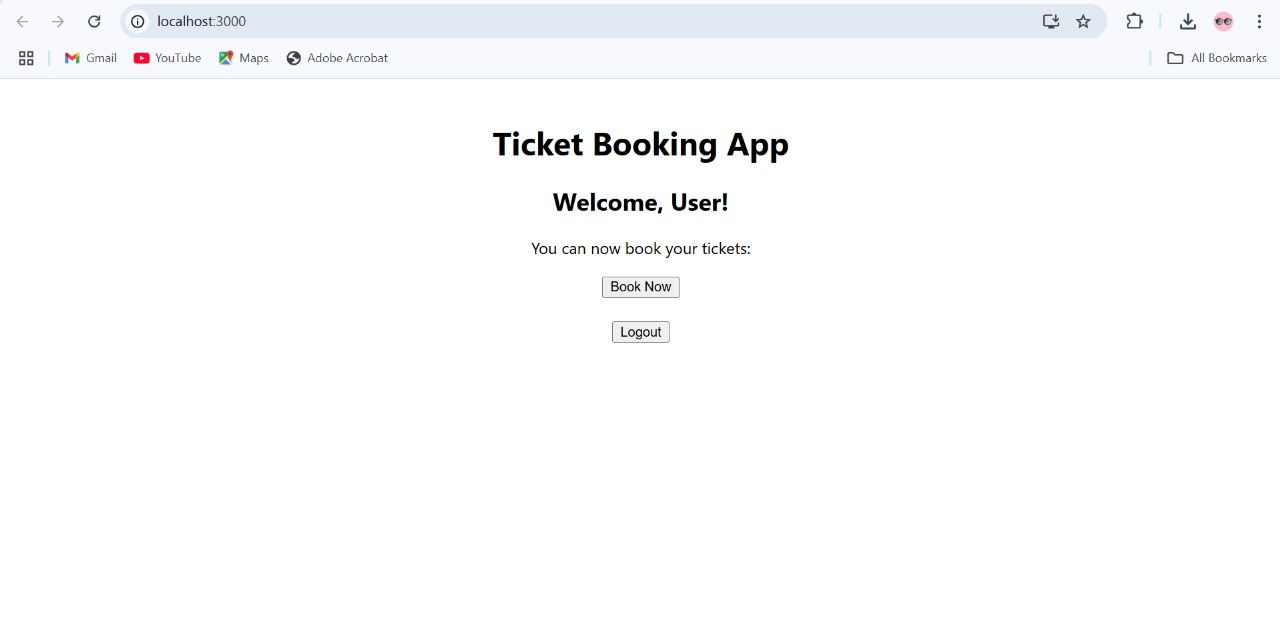 localhost:3000
Gmail YouTube Maps Adobe Acrobat All Bookmarks
Ticket Booking App
Welcome, User!
You can now book your tickets:
Book Now
Logout